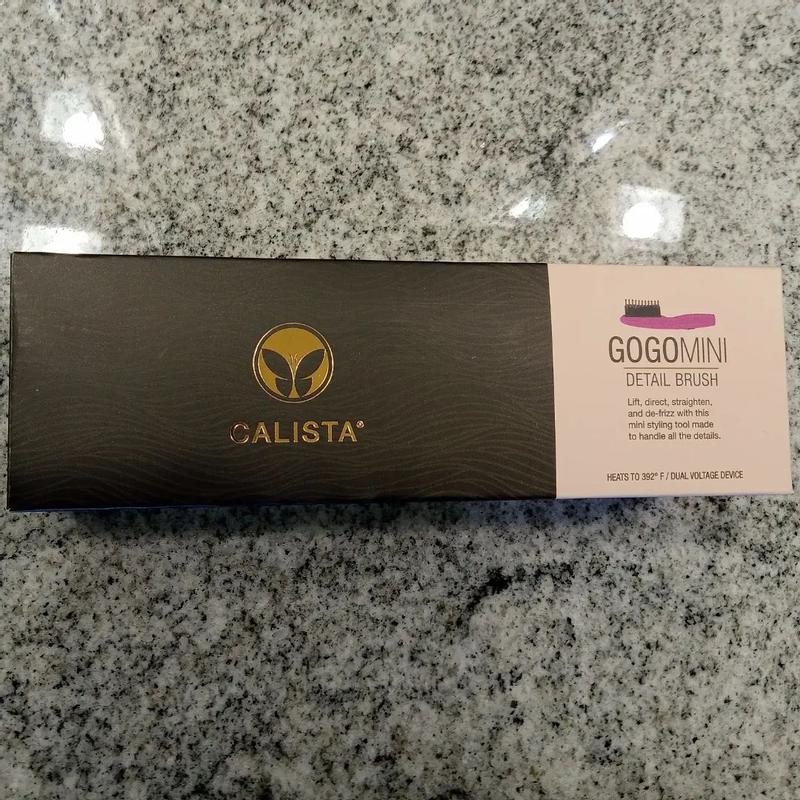 CALISTA®
GOGOMINI
DETAIL BRUSH
Lift, direct, straighten,
and de-frizz with this
mini styling tool made
to handle all the details.
HEATS TO 392° F / DUAL VOLTAGE DEVICE